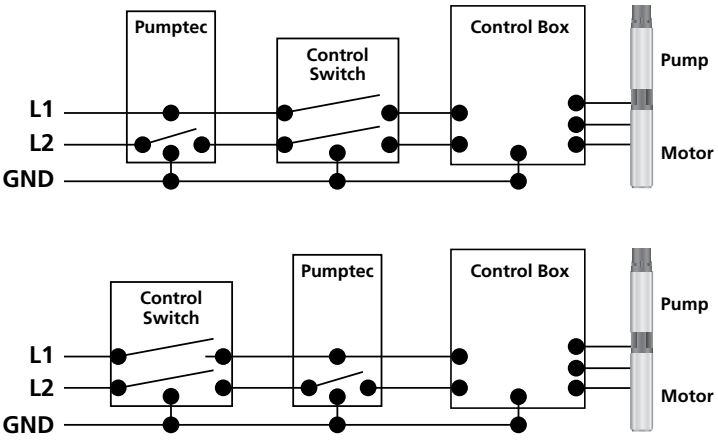 Pumptec
Control
Switch
Control Box
Pump
L1
L2
Motor
GND
Control
Switch
Pumptec
Control Box
Pump
L1
L2
Motor
GND